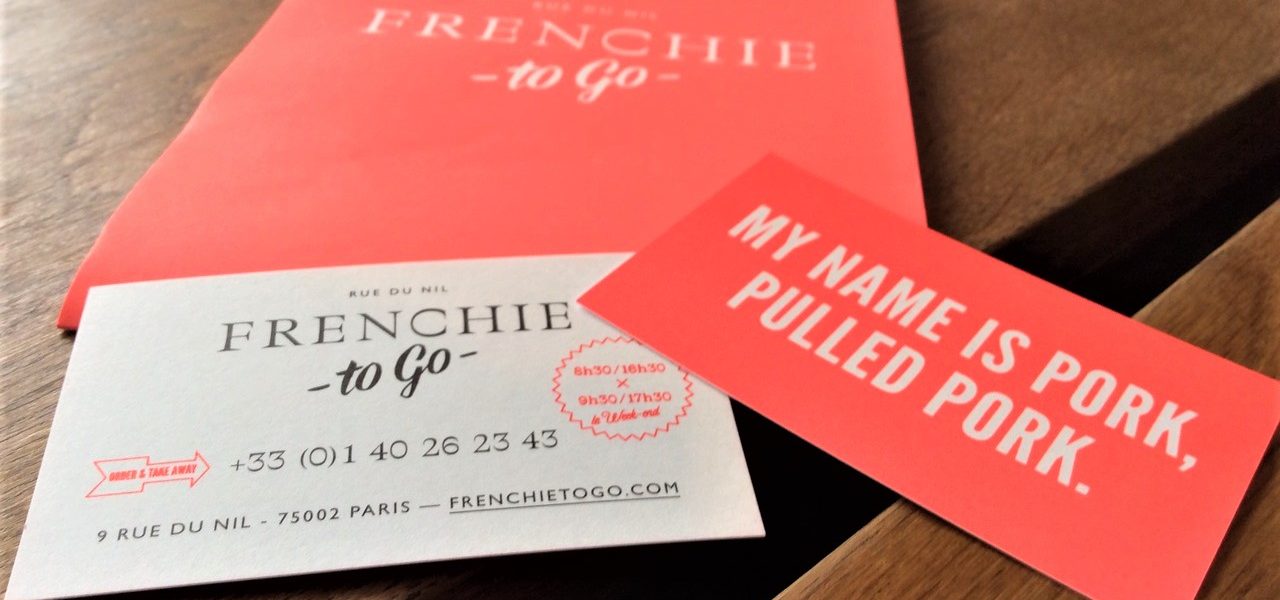 RUE DU NIL
FRENCHIE
- to Go -
MY NAME IS PORK,
PULLED PORK.
RUE DU NIL
FRENCHIE
- to Go -
8h30/16h30
×
9h30/17h30
le Week-end
ORDER & TAKE AWAY
+33 (0)1 40 26 23 43
9 RUE DU NIL - 75002 PARIS — FRENCHIETOGO.COM